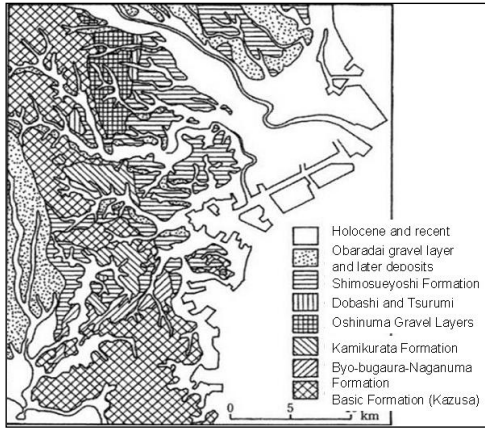 Holocene and recent
Obaradai gravel layer
and later deposits
Shimosueyoshi Formation
Dobashi and Tsurumi
Oshinuma Gravel Layers
Kamikurata Formation
Byo-bugaura-Naganuma
Formation
Basic Formation (Kazusa)
0 5
km